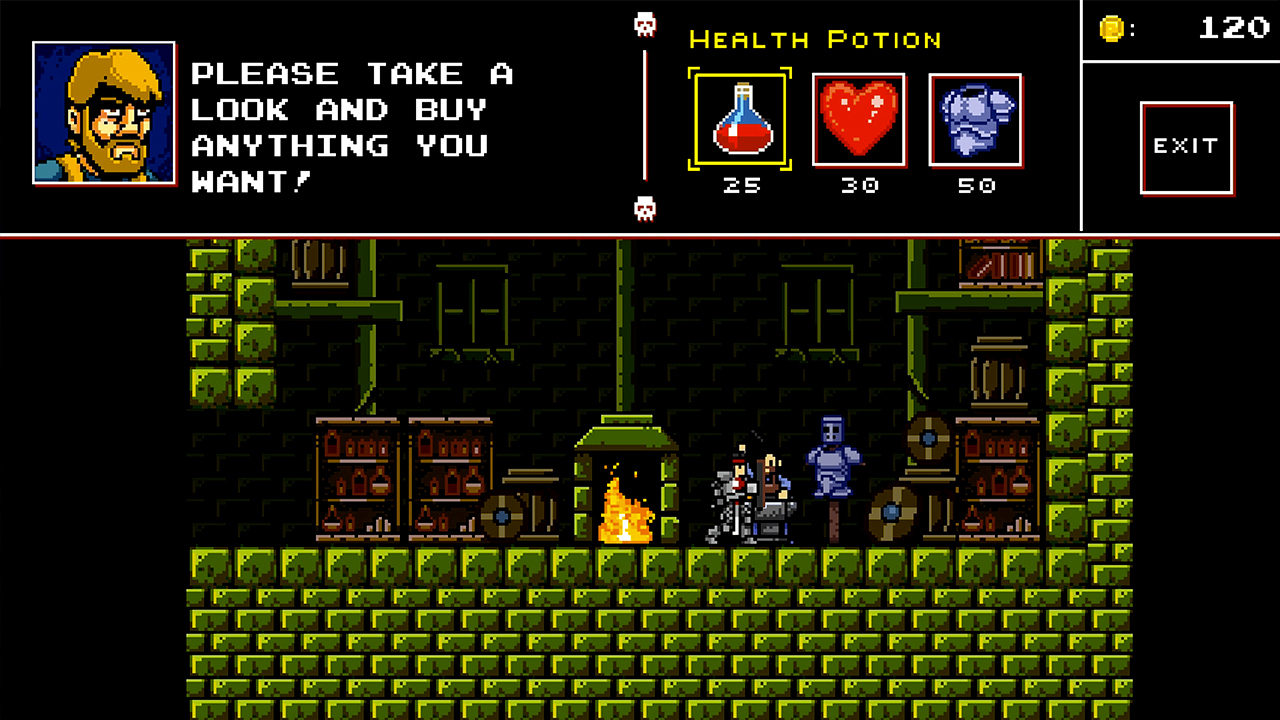 PLEASE TAKE A
LOOK AND BUY
ANYTHING YOU
WANT!
HEALTH POTION
25 30 50
: 120
EXIT